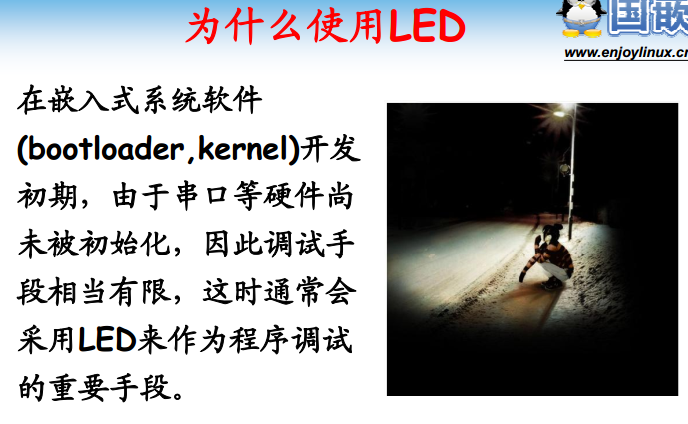 为什么使用LED
国嵌
www.enjoylinux.cn
在嵌入式系统软件
(bootloader,kernel)开发
初期，由于串口等硬件尚
未被初始化，因此调试手
段相当有限，这时通常会
采用LED来作为程序调试
的重要手段。